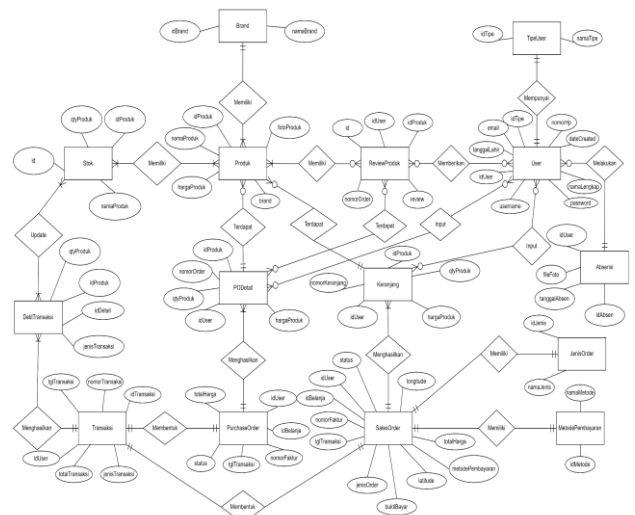 idBrand
Brand
namaBrand
idTipe
TipeUser
namaTipe
Memiliki
Mempunyai
qtyProduk
idProduk
idProduk
fotoProduk
idUser
idProduk
id
idTipe
nomorHp
email
dateCreated
namaProduk
tanggalLahir
id
Stok
Memiliki
Produk
Memiliki
ReviewProduk
Memberikan
User
Melakukan
idUser
hargaProduk
namaLengkap
namaProduk
brand
nomorOrder
review
username
password
Update
Terdapat
Terdapat
Terdapat
Input
Input
idUser
qtyProduk
idProduk
idProduk
nomorOrder
nomorKeranjang
qtyProduk
fileFoto
Absensi
idProduk
qtyProduk
PODetail
Keranjang
tanggalAbsen
DetilTransaksi
idDetail
idUser
hargaProduk
idUser
hargaProduk
idAbsen
jenisTransaksi
idJenis
Menghasilkan
Menghasilkan
status
longitude
Memiliki
JenisOrder
idUser
tglTransaksi
nomorTransaksi
idTransaksi
totalHarga
idUser
idBelanja
namaJenis
namaMetode
Menghasilkan
Transaksi
Membentuk
PurchaseOrder
idBelanja
nomorFaktur
SalesOrder
Memiliki
MetodePembayaran
tglTransaksi
totalHarga
idUser
status
nomorFaktur
metodePembayaran
idMetode
totalTransaksi
jenisTransaksi
tglTransaksi
latitude
jenisOrder
Membentuk
buktiBayar